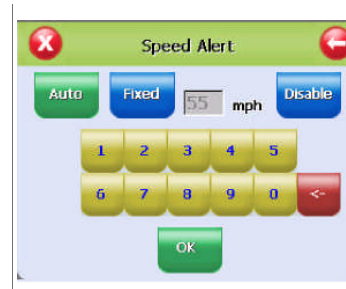 Speed Alert
Auto Fixed 55 mph Disable
1 2 3 4 5
6 7 8 9 0 <-
OK